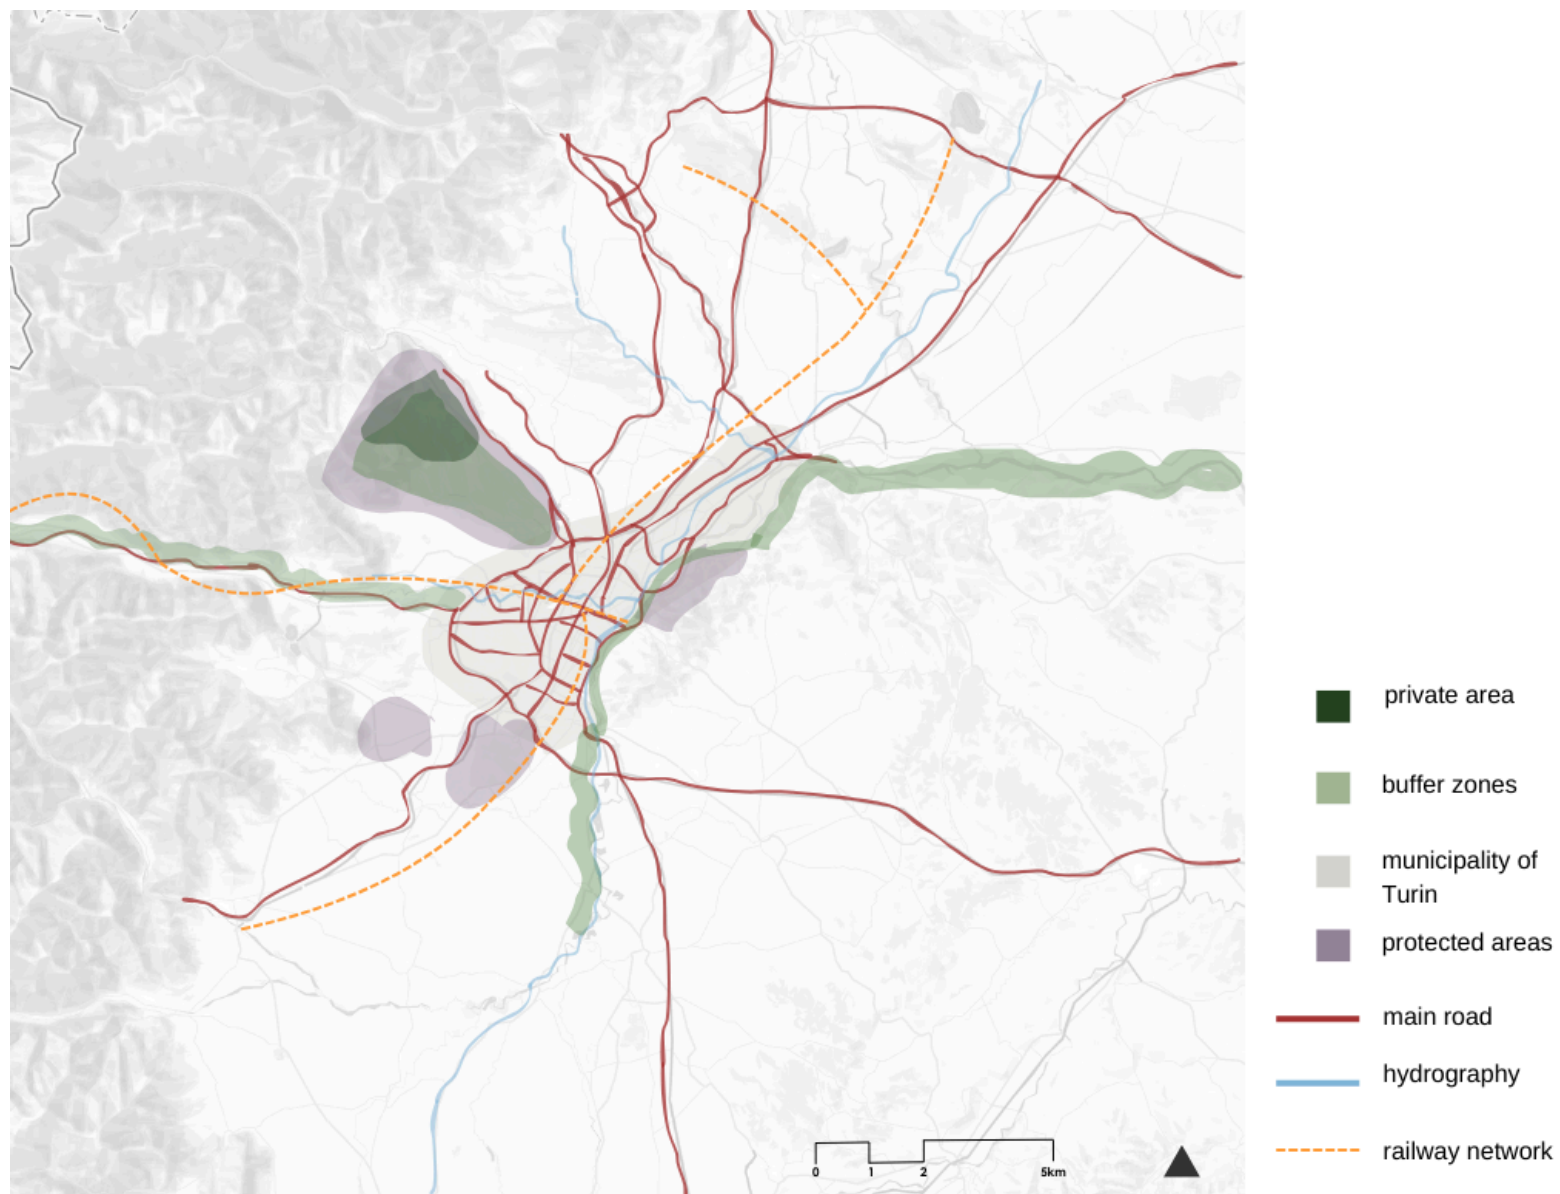 private area
buffer zones
municipality of
Turin
protected areas
main road
hydrography
railway network
0 1 2 5km